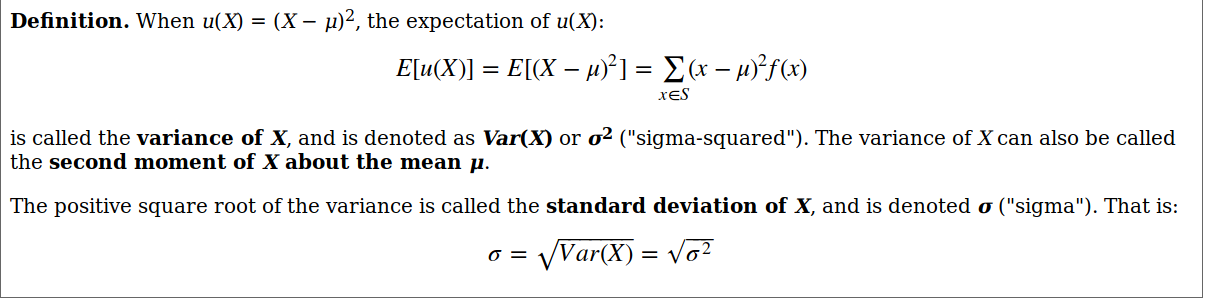 Definition. When u(X) = (X − μ)², the expectation of u(X):
E[u(X)] = E[(X − μ)²] = ∑(x − μ)²f(x)
x∈S
is called the variance of X, and is denoted as Var(X) or σ² ("sigma-squared"). The variance of X can also be called
the second moment of X about the mean μ.
The positive square root of the variance is called the standard deviation of X, and is denoted σ ("sigma"). That is:
σ = √Var(X) = √σ²